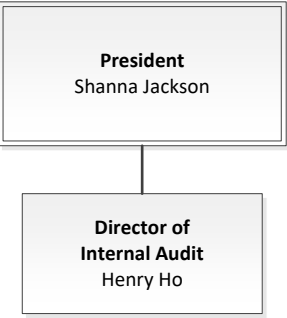 President
Shanna Jackson
Director of
Internal Audit
Henry Ho